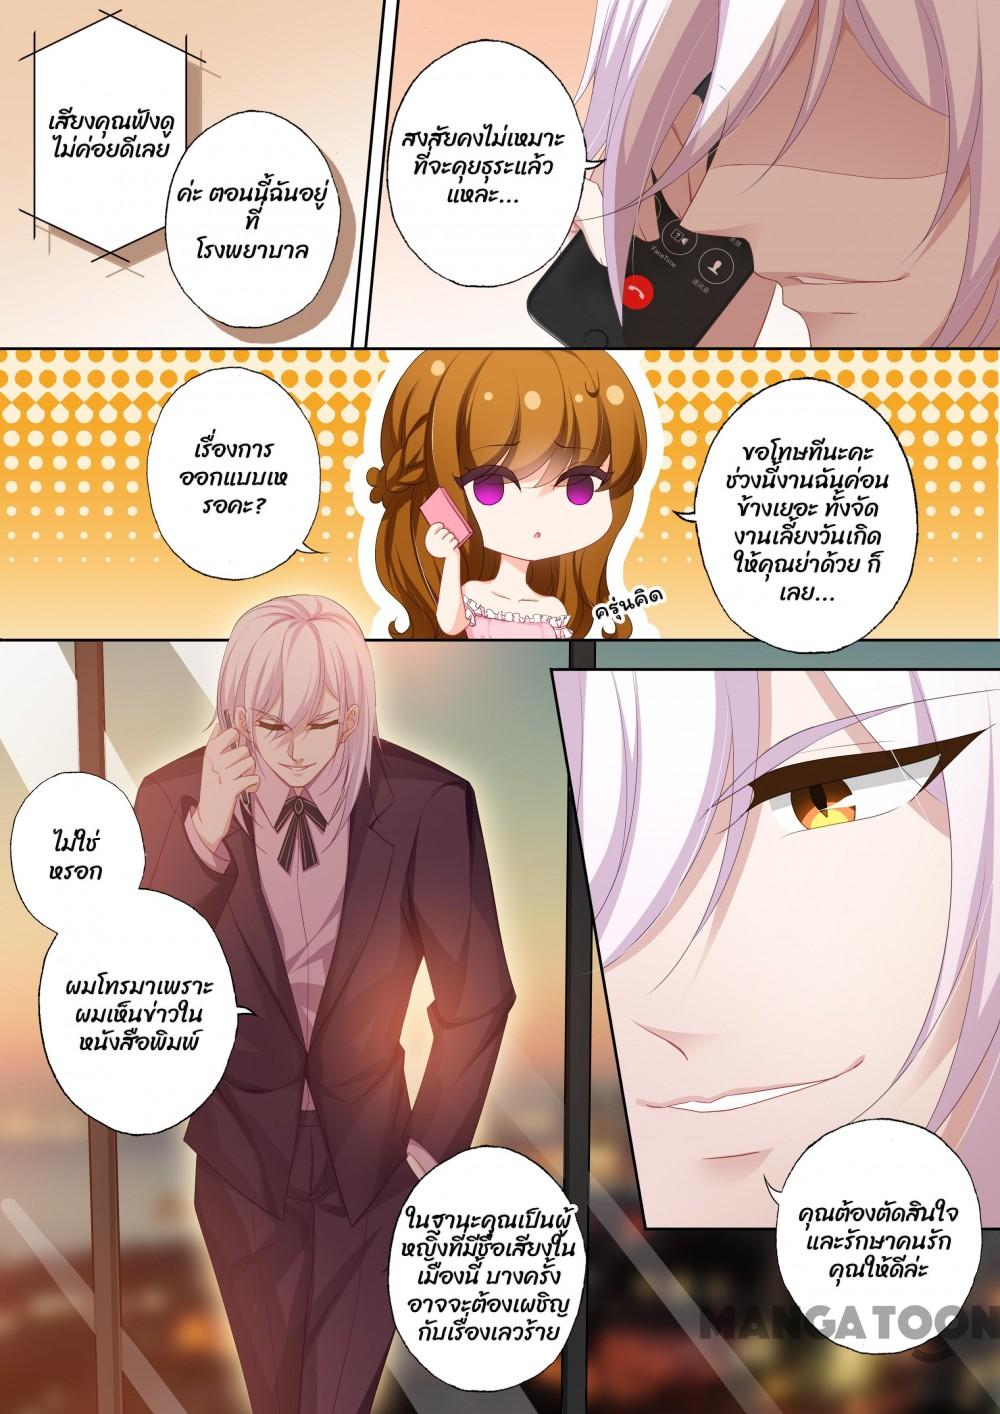 เสียงคุณฟังดู
ไม่ค่อยดีเลย
ค่ะ ตอนนี้ฉันอยู่
ที่
โรงพยาบาล
สงสัยคงไม่เหมาะ
ที่จะคุยธุระแล้ว
แหละ...
FaceTime
เรื่องการ
ออกแบบเห
รอคะ?
ครุ่นคิด
ขอโทษทีนะคะ
ช่วงนี้งานฉันค่อน
ข้างเยอะ ทั้งจัด
งานเลี้ยงวันเกิด
ให้คุณย่าด้วย ก็
เลย...
ไม่ใช่
หรอก
ผมโทรมาเพราะ
ผมเห็นข่าวใน
หนังสือพิมพ์
ในฐานะคุณเป็นผู้
หญิงที่มีชื่อเสียงใน
เมืองนี้ บางครั้ง
อาจจะต้องเผชิญ
กับเรื่องเลวร้าย
คุณต้องตัดสินใจ
และรักษาคนรัก
คุณให้ดีล่ะ
MANGATOON